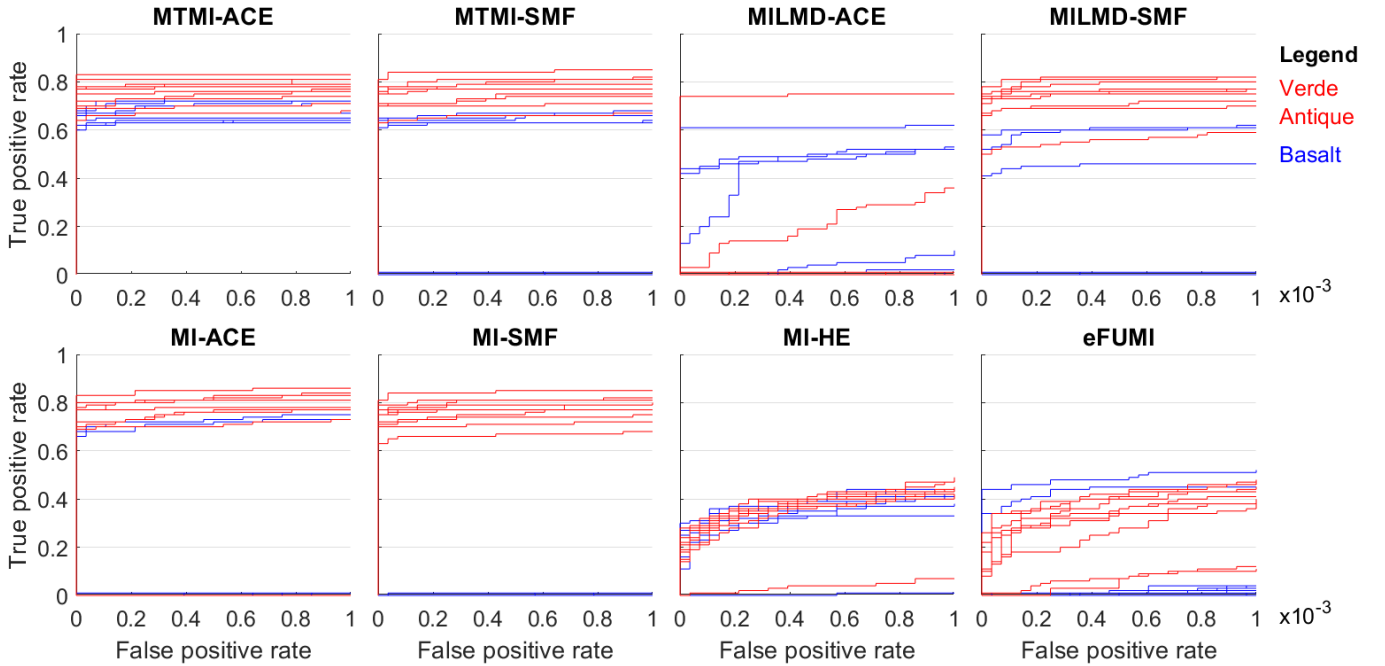 MTMI-ACE MTMI-SMF MILMD-ACE MILMD-SMF
1
0.8
0.6
0.4
0.2
0
True positive rate
0 0.2 0.4 0.6 0.8 1 0 0.2 0.4 0.6 0.8 1 0 0.2 0.4 0.6 0.8 1 0 0.2 0.4 0.6 0.8 1 x10-3
Legend
Verde
Antique
Basalt
MI-ACE MI-SMF MI-HE eFUMI
1
0.8
0.6
0.4
0.2
0
True positive rate
0 0.2 0.4 0.6 0.8 1 0 0.2 0.4 0.6 0.8 1 0 0.2 0.4 0.6 0.8 1 0 0.2 0.4 0.6 0.8 1 x10-3
False positive rate False positive rate False positive rate False positive rate